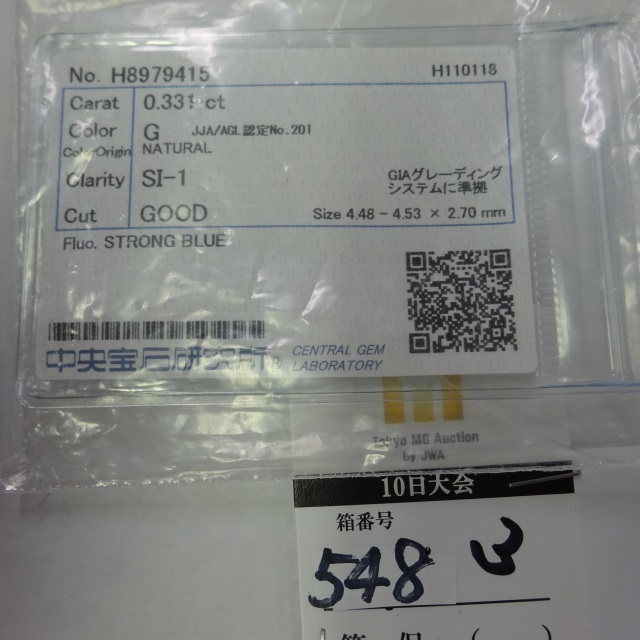 No. H8979415 H110118
Carat 0.331 ct
Color G JJA/AGL認定No.201
Color Origin NATURAL
Clarity SI-1 GIAグレーディング
システムに準拠
Cut GOOD Size 4.48 - 4.53 × 2.70 mm
Fluo. STRONG BLUE
中央宝石研究所® CENTRAL GEM
LABORATORY
Tokyo MG Auction
by JWA
10日大会
箱番号
548 3